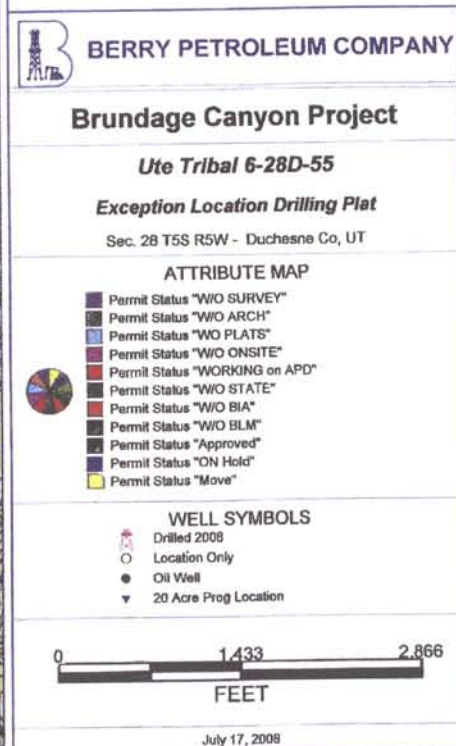 B BERRY PETROLEUM COMPANY
Brundage Canyon Project
Ute Tribal 6-28D-55
Exception Location Drilling Plat
Sec. 28 T5S R5W - Duchesne Co, UT
ATTRIBUTE MAP
Permit Status "W/O SURVEY"
Permit Status "W/O ARCH"
Permit Status "WO PLATS"
Permit Status "W/O ONSITE"
Permit Status "WORKING on APD"
Permit Status "W/O STATE"
Permit Status "W/O BIA"
Permit Status "W/O BLM"
Permit Status "Approved"
Permit Status "ON Hold"
Permit Status "Move"
WELL SYMBOLS
Drilled 2008
Location Only
Oil Well
20 Acre Prog Location
0 1,433 2,866
FEET
July 17, 2008